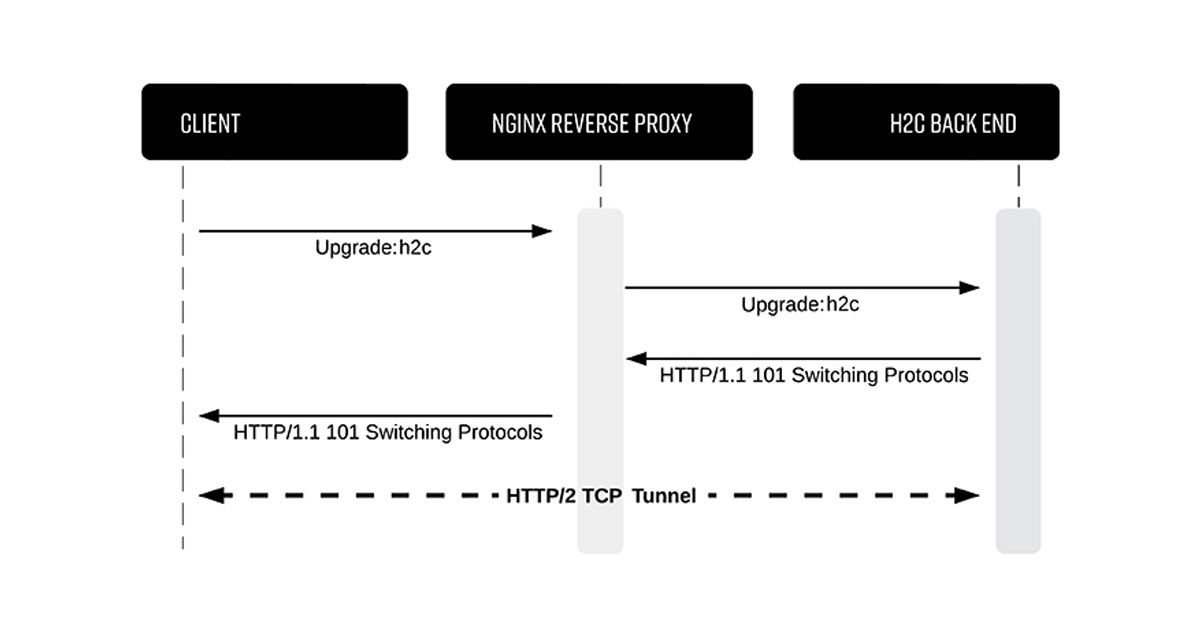 CLIENT
NGINX REVERSE PROXY
H2C BACK END
Upgrade:h2c
Upgrade:h2c
HTTP/1.1 101 Switching Protocols
HTTP/1.1 101 Switching Protocols
HTTP/2 TCP Tunnel